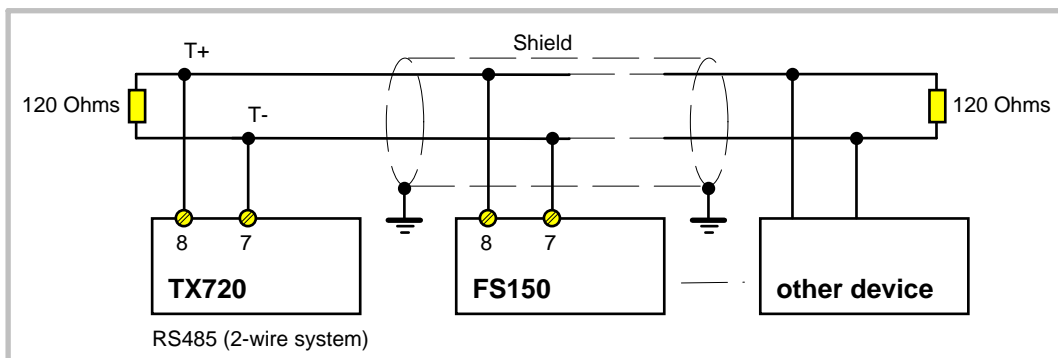 Shield
T+
120 Ohms
120 Ohms
T-
8
7
8
7
TX720
FS150
other device
RS485 (2-wire system)